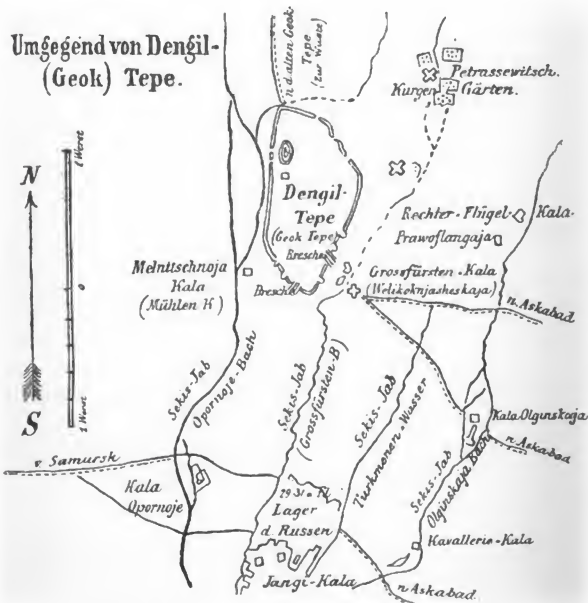 Umgegend von Dengil-
(Geok) Tepe.
n. d. alten Geok
Tepe
(zur Wüste)
Petrassewitsch.
Kurgan
Gärten.
N
S
1 Werst
0
1 Werst
Dengil-
Tepe
(Geok Tepe)
Bresche
Bresche
Rechter-Flügel-
Kala-
Prawoflangaja
Melnitschnoja
Kala
(Mühlen K)
Grossfürsten-Kala
(Welikoknjasheskaja)
n. Askabad
Sekis-Jab
Opornoje-Bach
Sekis-Jab
(Grossfürsten-B)
Sekis-Jab
Turkmenen-Wasser
Sekis-Jab
Olginskaja Bach
Kala Olginskaja
n. Askabad
v. Samursk
Kala
Opornoje
Lager
d. Russen
Kavallerie-Kala
Jangi-Kala
n. Askabad